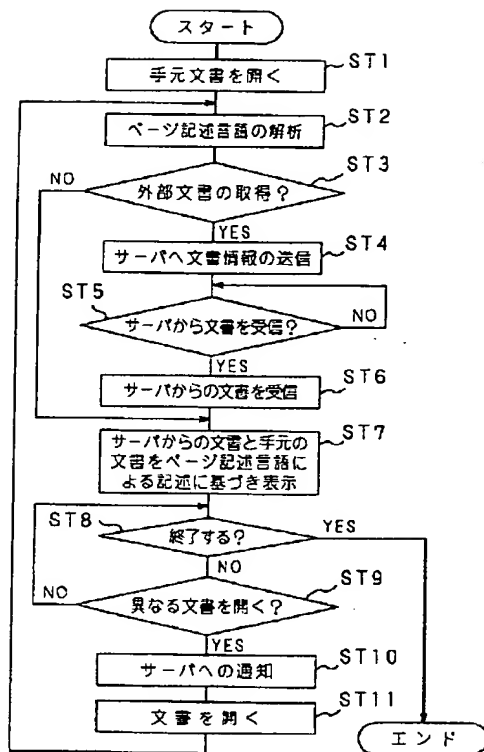 スタート
手元文書を開く
ST1
ページ記述言語の解析
ST2
外部文書の取得?
ST3
NO
YES
サーバへ文書情報の送信
ST4
ST5
サーバから文書を受信?
NO
YES
サーバからの文書を受信
ST6
サーバからの文書と手元の
文書をページ記述言語に
よる記述に基づき表示
ST7
ST8
終了する?
YES
NO
異なる文書を開く?
ST9
NO
YES
サーバへの通知
ST10
文書を開く
ST11
エンド